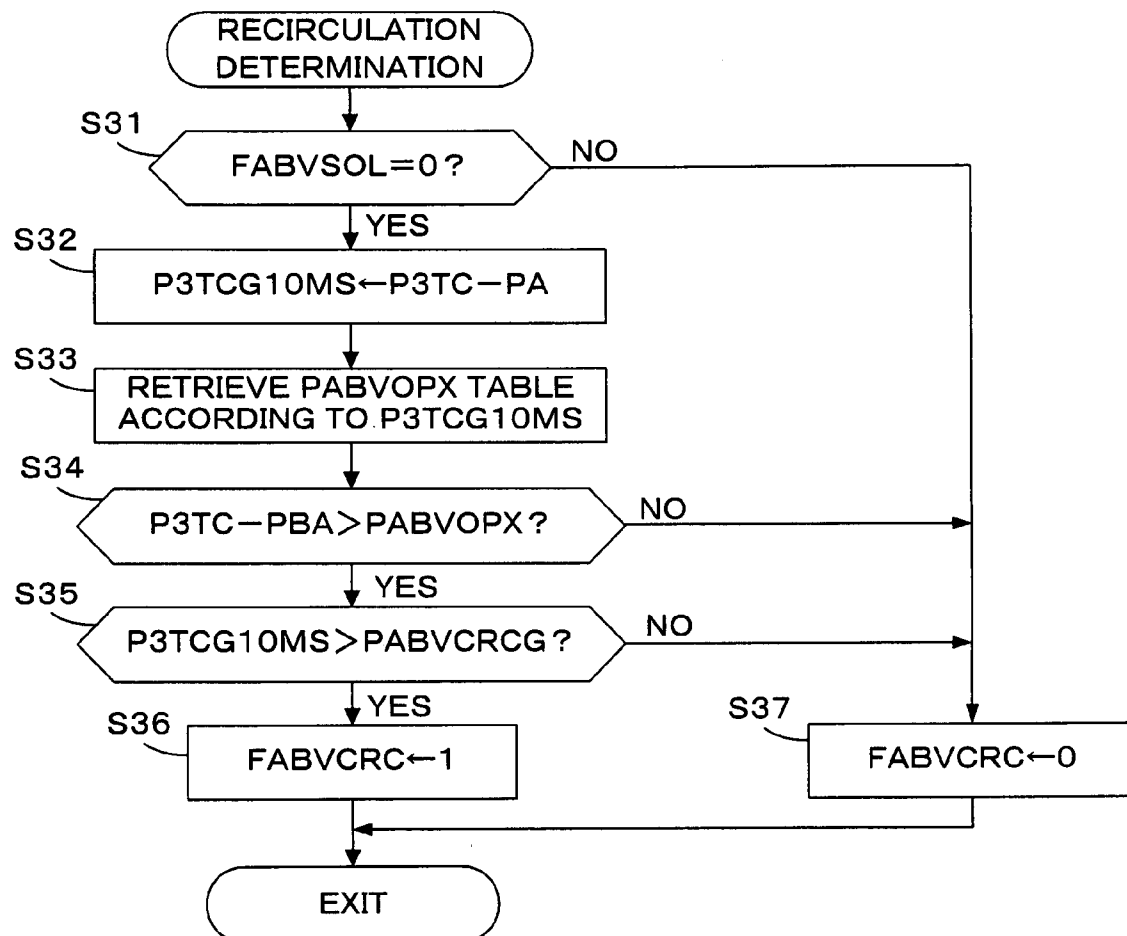 RECIRCULATION
DETERMINATION
S31
FABVSOL=0?
NO
YES
S32
P3TCG10MS←P3TC-PA
S33
RETRIEVE PABVOPX TABLE
ACCORDING TO P3TCG10MS
S34
P3TC-PBA>PABVOPX?
NO
YES
S35
P3TCG10MS>PABVCRCG?
NO
YES
S36
FABVCRC←1
S37
FABVCRC←0
EXIT